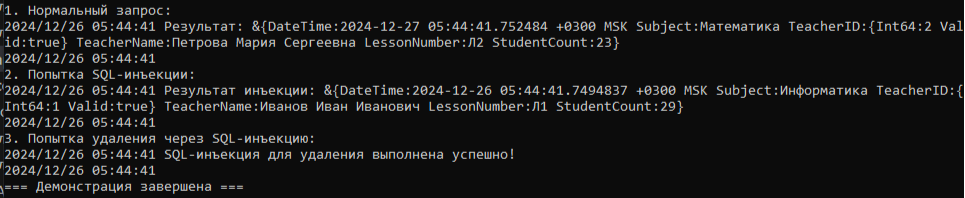 1. Нормальный запрос:
2024/12/26 05:44:41 Результат: &{DateTime:2024-12-27 05:44:41.752484 +0300 MSK Subject:Математика TeacherID:{Int64:2 Val
id:true} TeacherName:Петрова Мария Сергеевна LessonNumber:Л2 StudentCount:23}
2024/12/26 05:44:41
2. Попытка SQL-инъекции:
2024/12/26 05:44:41 Результат инъекции: &{DateTime:2024-12-26 05:44:41.7494837 +0300 MSK Subject:Информатика TeacherID:{
Int64:1 Valid:true} TeacherName:Иванов Иван Иванович LessonNumber:Л1 StudentCount:29}
2024/12/26 05:44:41
3. Попытка удаления через SQL-инъекцию:
2024/12/26 05:44:41 SQL-инъекция для удаления выполнена успешно!
2024/12/26 05:44:41
=== Демонстрация завершена ===